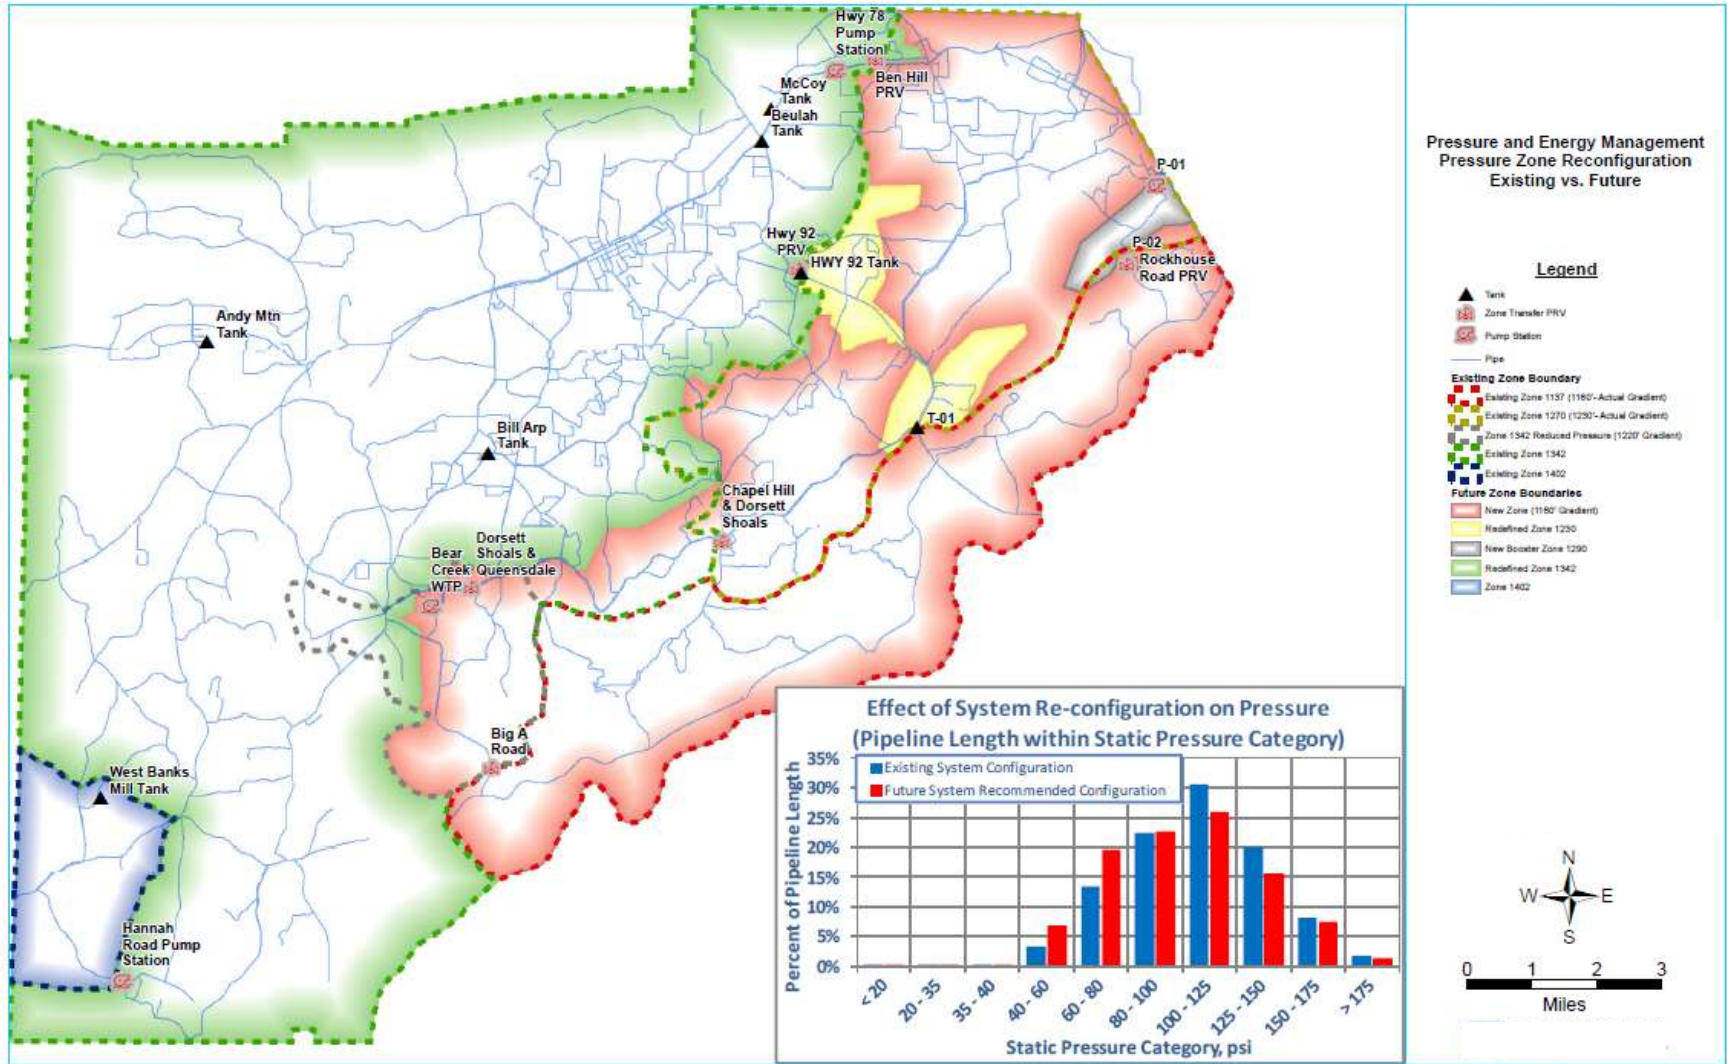 Hwy 78
Pump
Station
Ben Hill
PRV
McCoy
Tank
Beulah
Tank
P-01
Hwy 92
PRV
HWY 92 Tank
P-02
Rockhouse
Road PRV
Andy Mtn
Tank
T-01
Bill Arp
Tank
Chapel Hill
& Dorsett
Shoals
Dorsett
Shoals &
Queensdale
Bear
Creek
WTP
Big A
Road
West Banks
Mill Tank
Hannah
Road Pump
Station
Pressure and Energy Management
Pressure Zone Reconfiguration
Existing vs. Future
Legend
Tank
Zone Transfer PRV
Pump Station
Pipe
Existing Zone Boundary
Existing Zone 1137 (1160'- Actual Gradient)
Existing Zone 1270 (1230'- Actual Gradient)
Zone 1342 Reduced Pressure (1220' Gradient)
Existing Zone 1342
Existing Zone 1402
Future Zone Boundaries
New Zone (1160' Gradient)
Redefined Zone 1230
New Booster Zone 1290
Redefined Zone 1342
Zone 1402
N
W E
S
0 1 2 3
Miles
Effect of System Re-configuration on Pressure
(Pipeline Length within Static Pressure Category)
Existing System Configuration
Future System Recommended Configuration
Percent of Pipeline Length
35%
30%
25%
20%
15%
10%
5%
0%
< 20
20 - 35
35 - 40
40 - 60
60 - 80
80 - 100
100 - 125
125 - 150
150 - 175
> 175
Static Pressure Category, psi